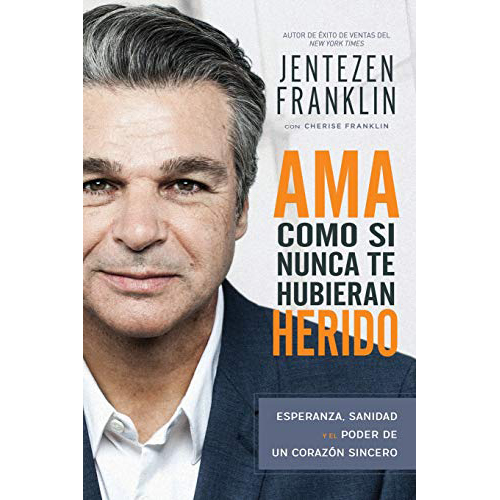 AUTOR DE ÉXITO DE VENTAS DEL
NEW YORK TIMES
JENTEZEN
FRANKLIN
CON CHERISE FRANKLIN
AMA
COMO SI
NUNCA TE
HUBIERAN
HERIDO
ESPERANZA, SANIDAD
Y EL PODER DE
UN CORAZÓN SINCERO